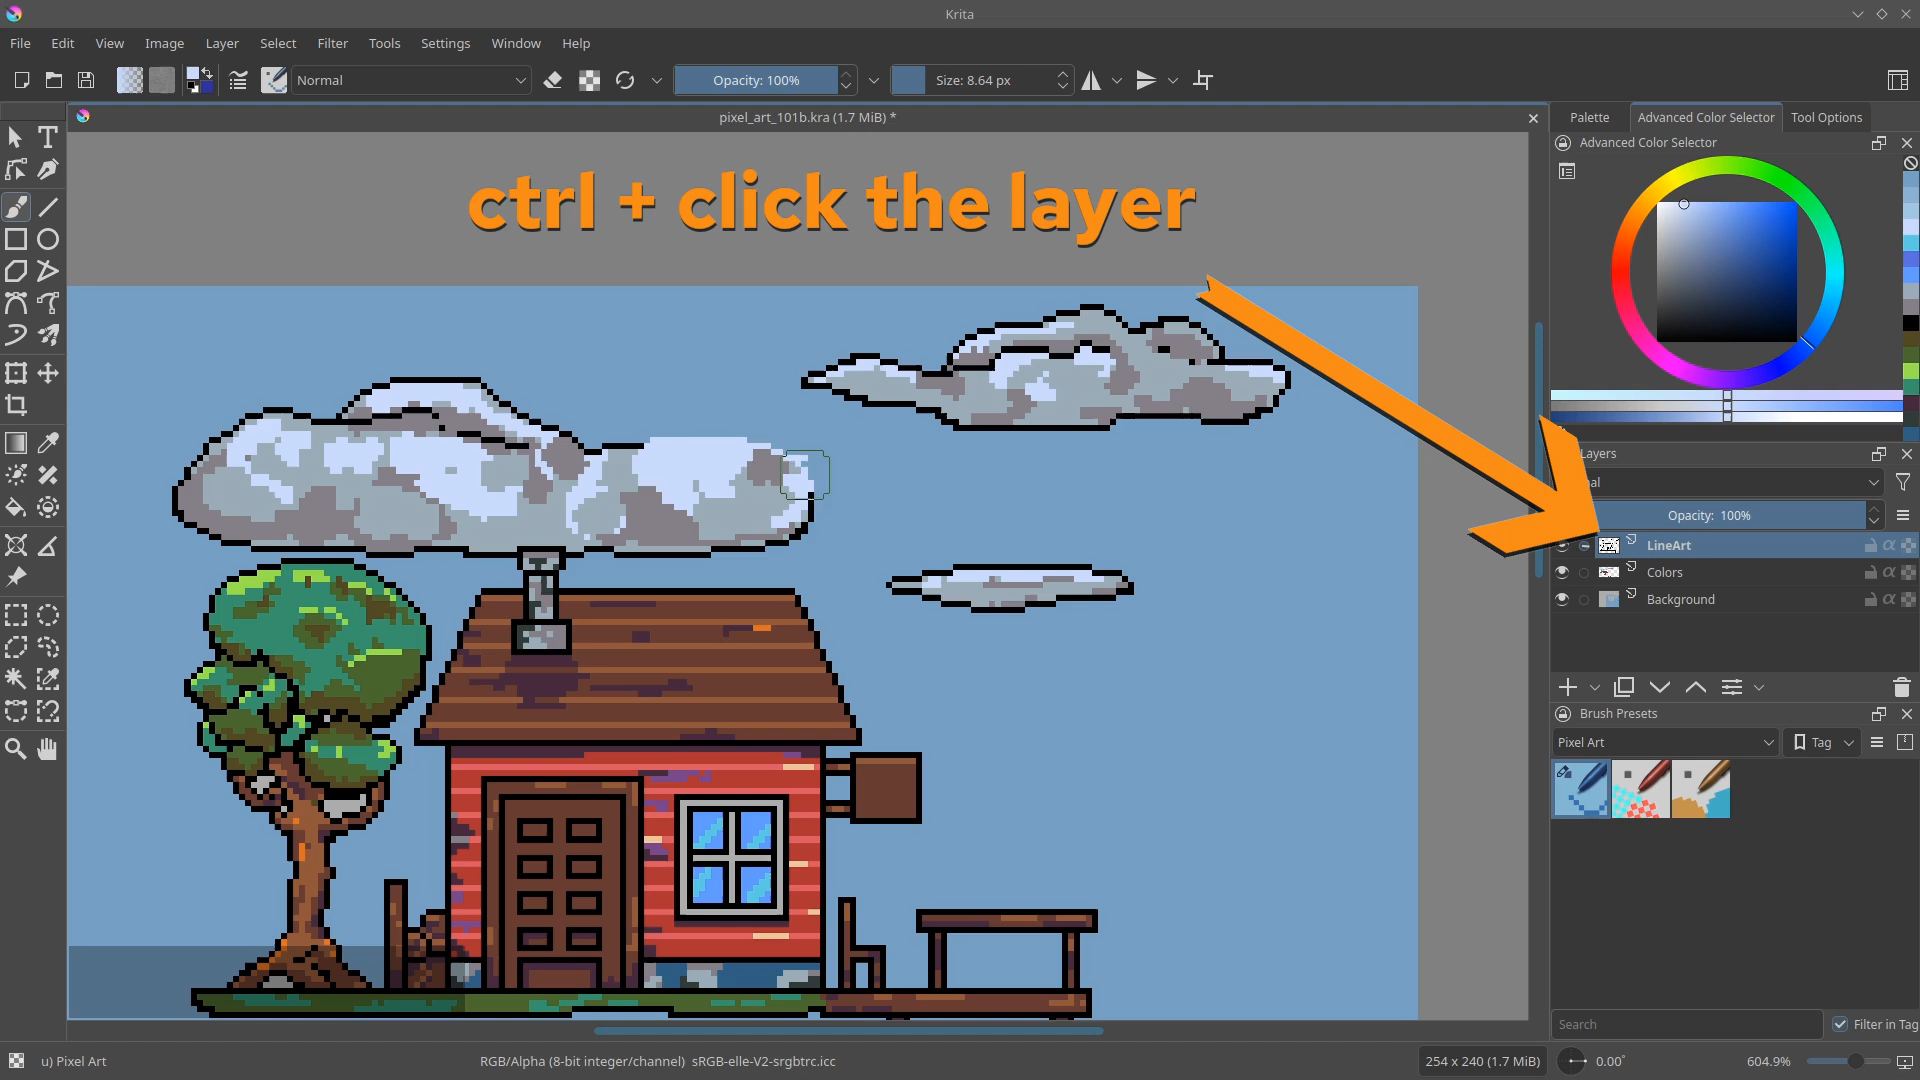 Krita
File Edit View Image Layer Select Filter Tools Settings Window Help
Normal Opacity: 100% Size: 8.64 px
pixel_art_101b.kra (1.7 MiB) *
Palette Advanced Color Selector Tool Options
Advanced Color Selector
ctrl + click the layer
Layers
Opacity: 100%
LineArt
Colors
Background
Brush Presets
Pixel Art Tag
Search Filter in Tag
u) Pixel Art RGB/Alpha (8-bit integer/channel) sRGB-elle-V2-srgbtrc.icc 254 x 240 (1.7 MiB) 0.00° 604.9%